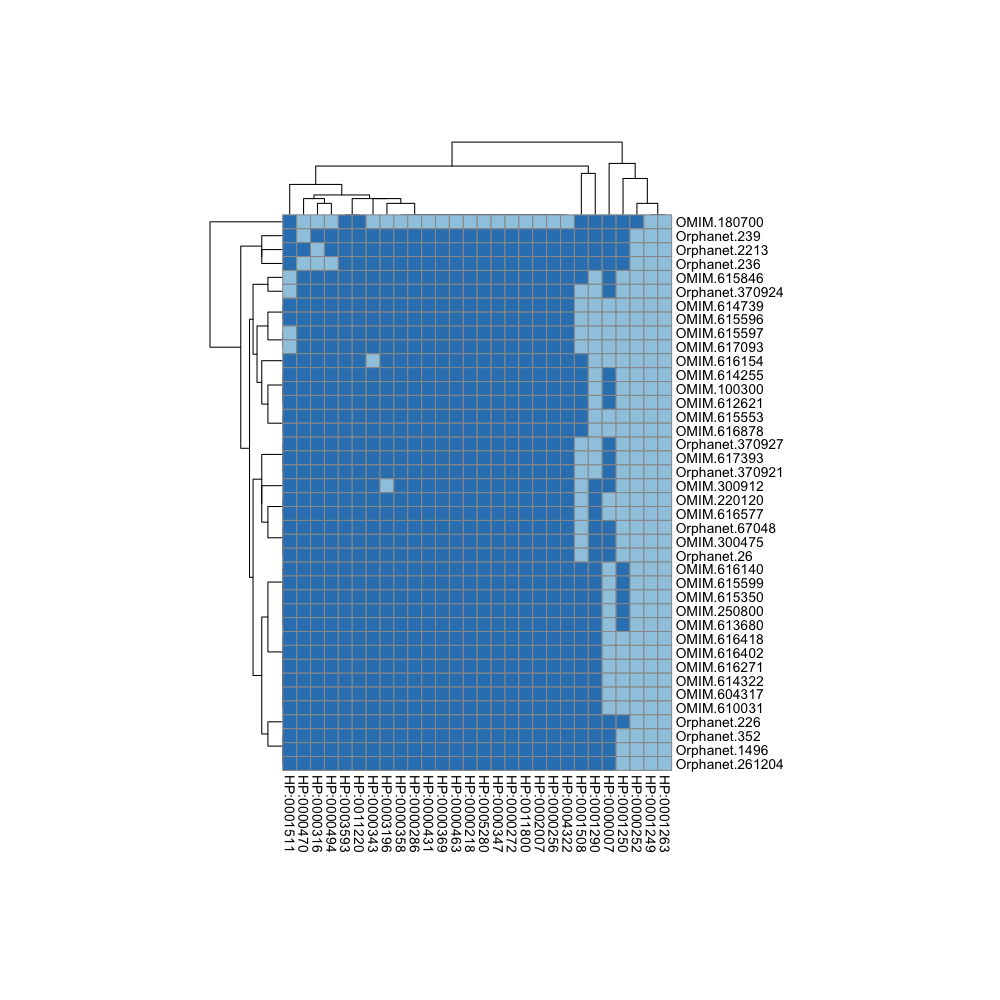 OMIM.180700
Orphanet.239
Orphanet.2213
Orphanet.236
OMIM.615846
Orphanet.370924
OMIM.614739
OMIM.615596
OMIM.615597
OMIM.617093
OMIM.616154
OMIM.614255
OMIM.100300
OMIM.612621
OMIM.615553
OMIM.616878
Orphanet.370927
OMIM.617393
Orphanet.370921
OMIM.300912
OMIM.220120
OMIM.616577
Orphanet.67048
OMIM.300475
Orphanet.26
OMIM.616140
OMIM.615599
OMIM.615350
OMIM.250800
OMIM.613680
OMIM.616418
OMIM.616402
OMIM.616271
OMIM.614322
OMIM.604317
OMIM.610031
Orphanet.226
Orphanet.352
Orphanet.1496
Orphanet.261204
HP:0001511
HP:0000470
HP:0000316
HP:0000494
HP:0003593
HP:0011220
HP:0000343
HP:0003196
HP:0000358
HP:0000286
HP:0000431
HP:0000369
HP:0000463
HP:0000218
HP:0005280
HP:0000347
HP:0000272
HP:0011800
HP:0002007
HP:0000256
HP:0004322
HP:0001508
HP:0001290
HP:0000007
HP:0001250
HP:0000252
HP:0001249
HP:0001263